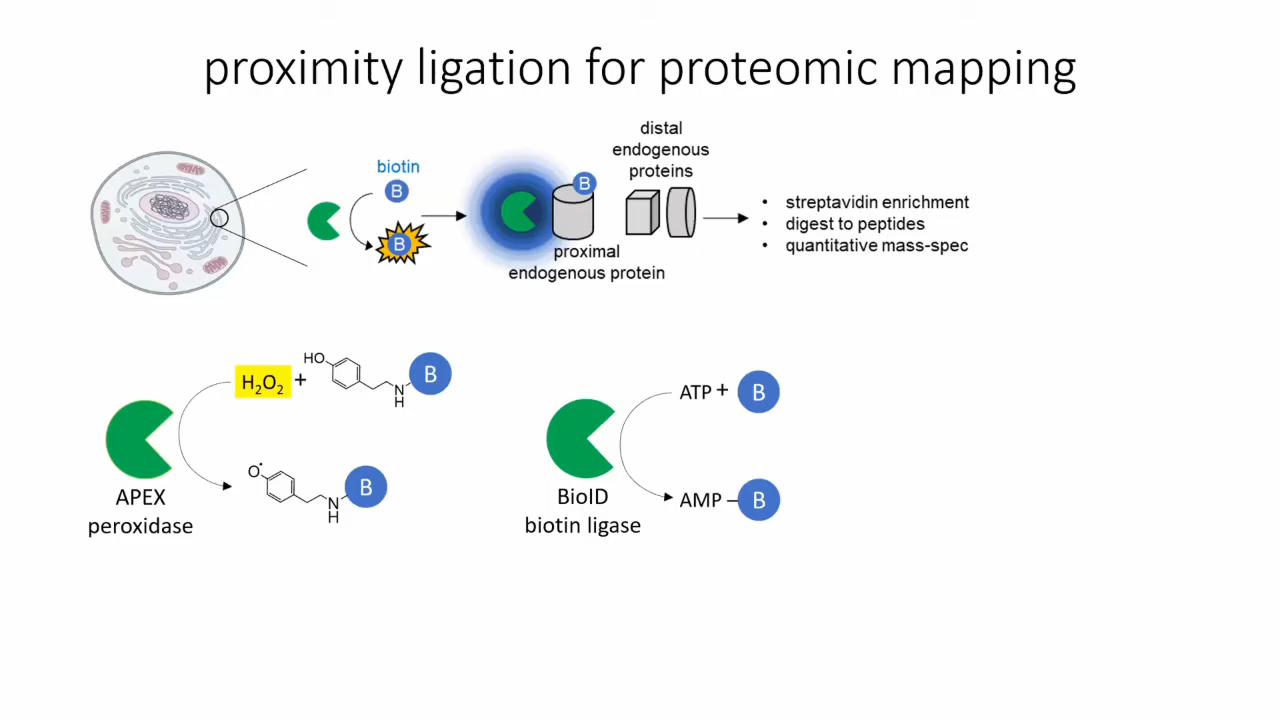 proximity ligation for proteomic mapping
biotin
B
B
B
proximal
endogenous protein
distal
endogenous
proteins
• streptavidin enrichment
• digest to peptides
• quantitative mass-spec
H₂O₂ +
HO
N
H
B
O•
N
H
B
APEX
peroxidase
ATP + B
AMP – B
BioID
biotin ligase